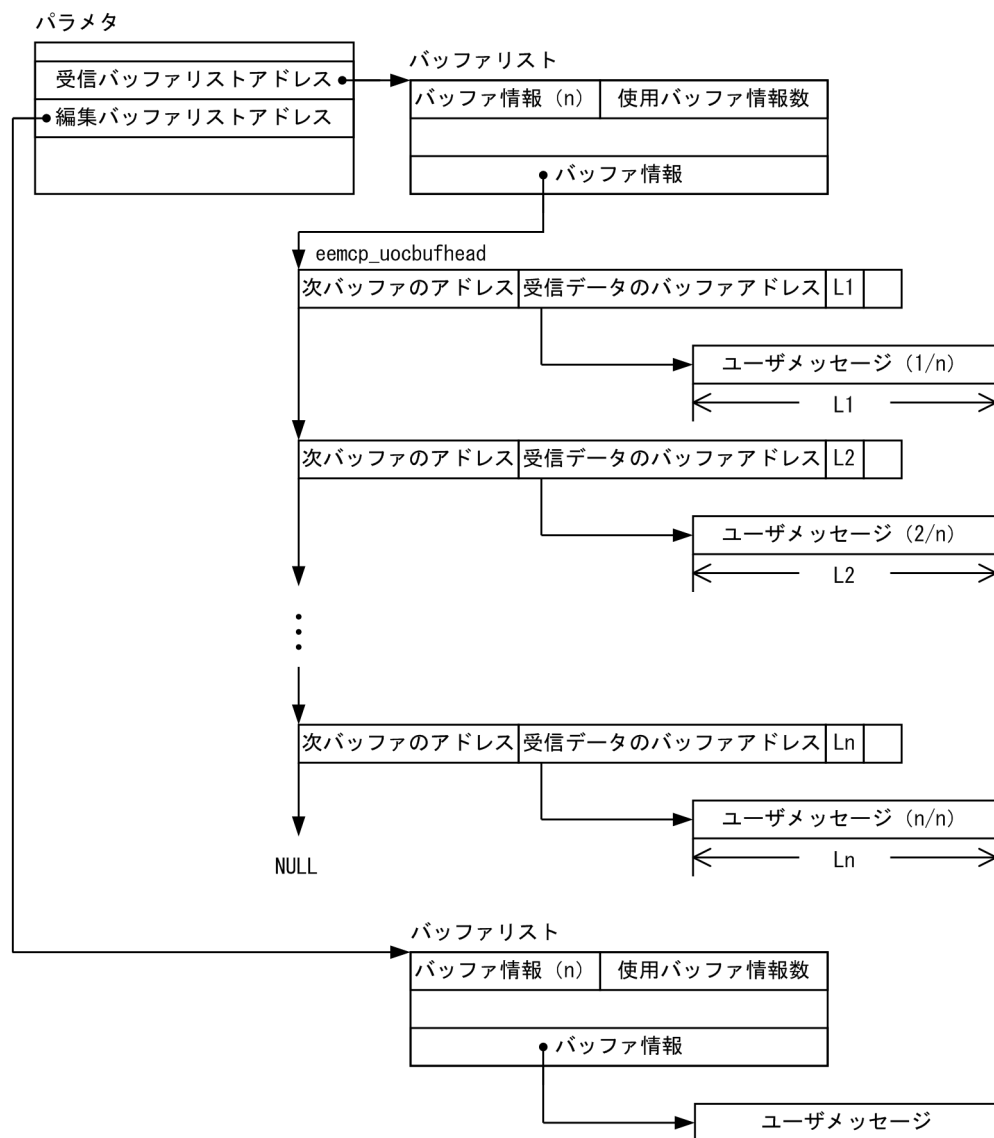 パラメタ
受信バッファリストアドレス
編集バッファリストアドレス
バッファリスト
バッファ情報（n） 使用バッファ情報数
バッファ情報
eemcp_uocbufhead
次バッファのアドレス 受信データのバッファアドレス L1
ユーザメッセージ（1/n）
L1
次バッファのアドレス 受信データのバッファアドレス L2
ユーザメッセージ（2/n）
L2
次バッファのアドレス 受信データのバッファアドレス Ln
ユーザメッセージ（n/n）
Ln
NULL
バッファリスト
バッファ情報（n） 使用バッファ情報数
バッファ情報
ユーザメッセージ